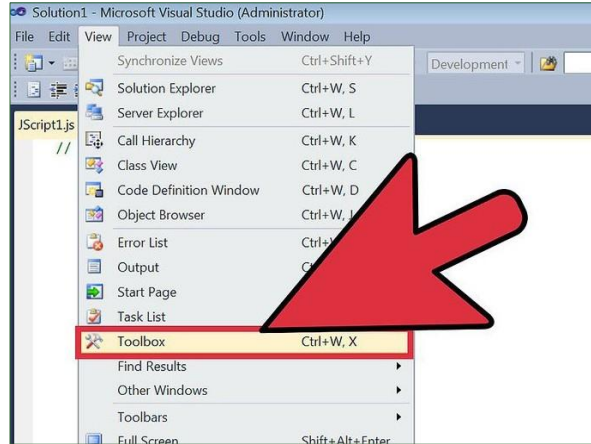 Solution1 - Microsoft Visual Studio (Administrator)
File Edit View Project Debug Tools Window Help
Synchronize Views Ctrl+Shift+Y
Development
Solution Explorer Ctrl+W, S
Server Explorer Ctrl+W, L
JScript1.js
//
Call Hierarchy Ctrl+W, K
Class View Ctrl+W, C
Code Definition Window Ctrl+W, D
Object Browser Ctrl+W, J
Error List
Output
Start Page
Task List
Toolbox Ctrl+W, X
Find Results
Other Windows
Toolbars
Full Screen Shift+Alt+Enter